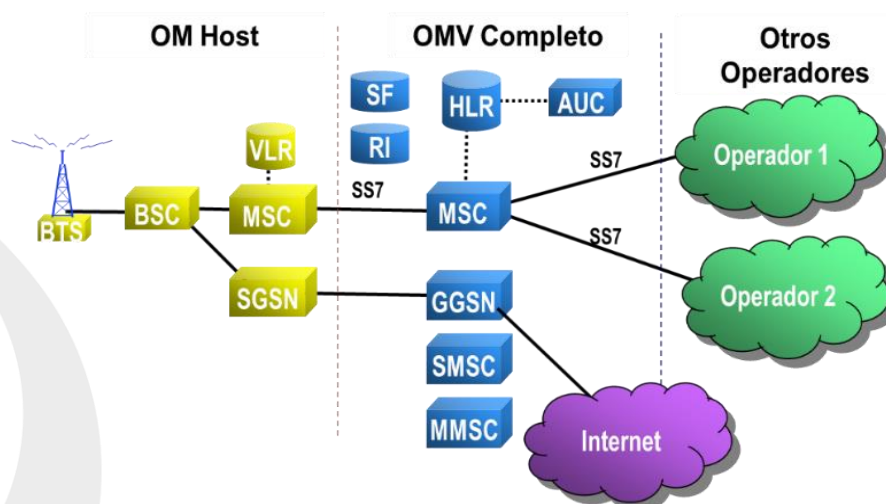 OM Host
OMV Completo
Otros
Operadores
SF
HLR
AUC
RI
VLR
SS7
SS7
Operador 1
BTS
BSC
MSC
MSC
SS7
SGSN
GGSN
Operador 2
SMSC
MMSC
Internet